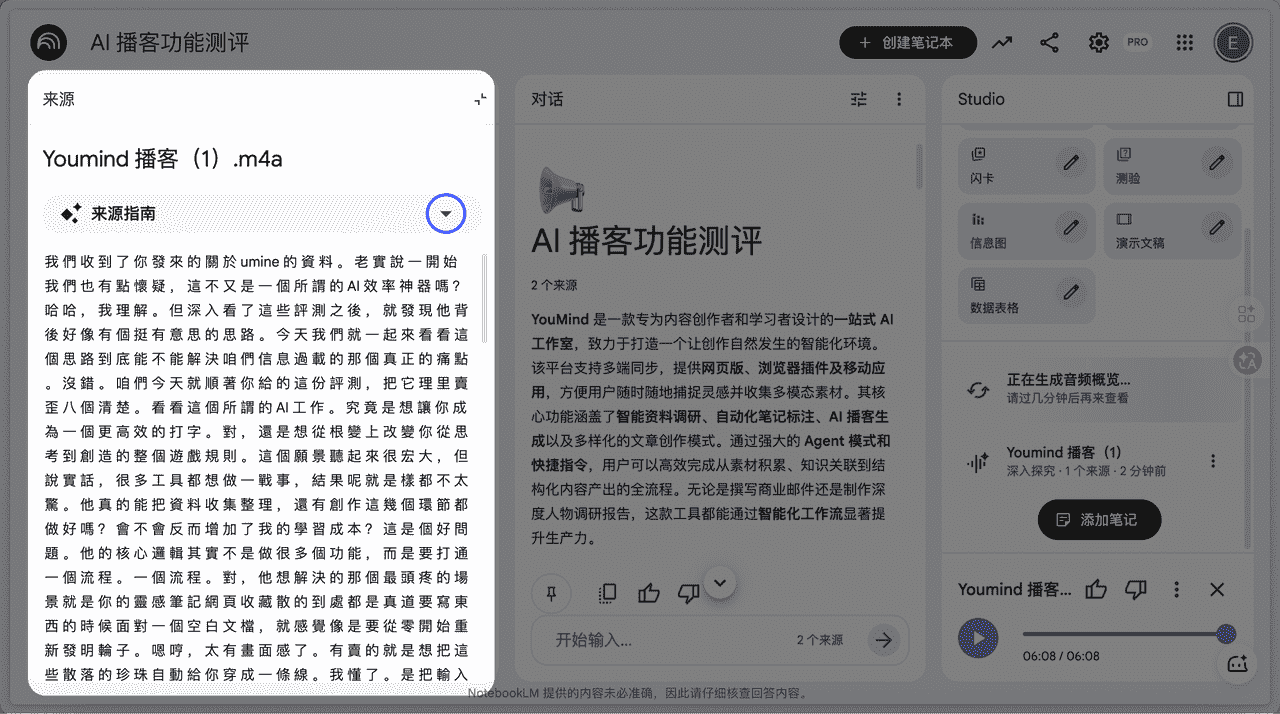 AI 播客功能测评
创建笔记本
PRO
E
来源
Youmind 播客（1）.m4a
来源指南
我們收到了你發來的關於 umine 的資料。老實說一開始
我們也有點懷疑，這不又是一個所謂的 AI 效率神器嗎？
哈哈，我理解。但深入看了這些評測之後，就發現他背
後好像有個挺有意思的思路。今天我們就一起來看看這
個思路到底能不能解決咱們信息過載的那個真正的痛點
。沒錯。咱們今天就順著你給的這份評測，把它理里賣
歪八個清楚。看看這個所謂的 AI 工作。究竟是想讓你成
為一個更高效的打字。對，還是想從根變上改變你從思
考到創造的整個遊戲規則。這個願景聽起來很宏大，但
說實話，很多工具都想做一戰事，結果呢就是樣都不太
驚。他真的能把資料收集整理，還有創作這幾個環節都
做好嗎？會不會反而增加了我的學習成本？這是個好問
題。他的核心邏輯其實不是做很多個功能，而是要打通
一個流程。一個流程。對，他想解決的那個最頭疼的場
景就是你的靈感筆記網頁收藏散的到處都是真道要寫東
西的時候面對一個空白文檔，就感覺像是要從零開始重
新發明輪子。嗯哼，太有畫面感了。有賣的就是想把這
些散落的珍珠自動給你穿成一條線。我懂了。是把輸入
对话
AI 播客功能测评
2 个来源
YouMind 是一款专为内容创作者和学习者设计的一站式 AI
工作室，致力于打造一个让创作自然发生的智能化环境。
该平台支持多端同步，提供网页版、浏览器插件及移动应
用，方便用户随时随地捕捉灵感并收集多模态素材。其核
心功能涵盖了智能资料调研、自动化笔记标注、AI 播客生
成以及多样化的文章创作模式。通过强大的 Agent 模式和
快捷指令，用户可以高效完成从素材积累、知识关联到结
构化内容产出的全流程。无论是撰写商业邮件还是制作深
度人物调研报告，这款工具都能通过智能化工作流显著提
升生产力。
开始输入...
2 个来源
Studio
闪卡
测验
信息图
演示文稿
数据表格
正在生成音频概览...
请过几分钟后再来查看
Youmind 播客（1）
深入探究 · 1 个来源 · 2 分钟前
添加笔记
Youmind 播客...
06:08 / 06:08
NotebookLM 提供的内容未必准确，因此请仔细核查回答内容。